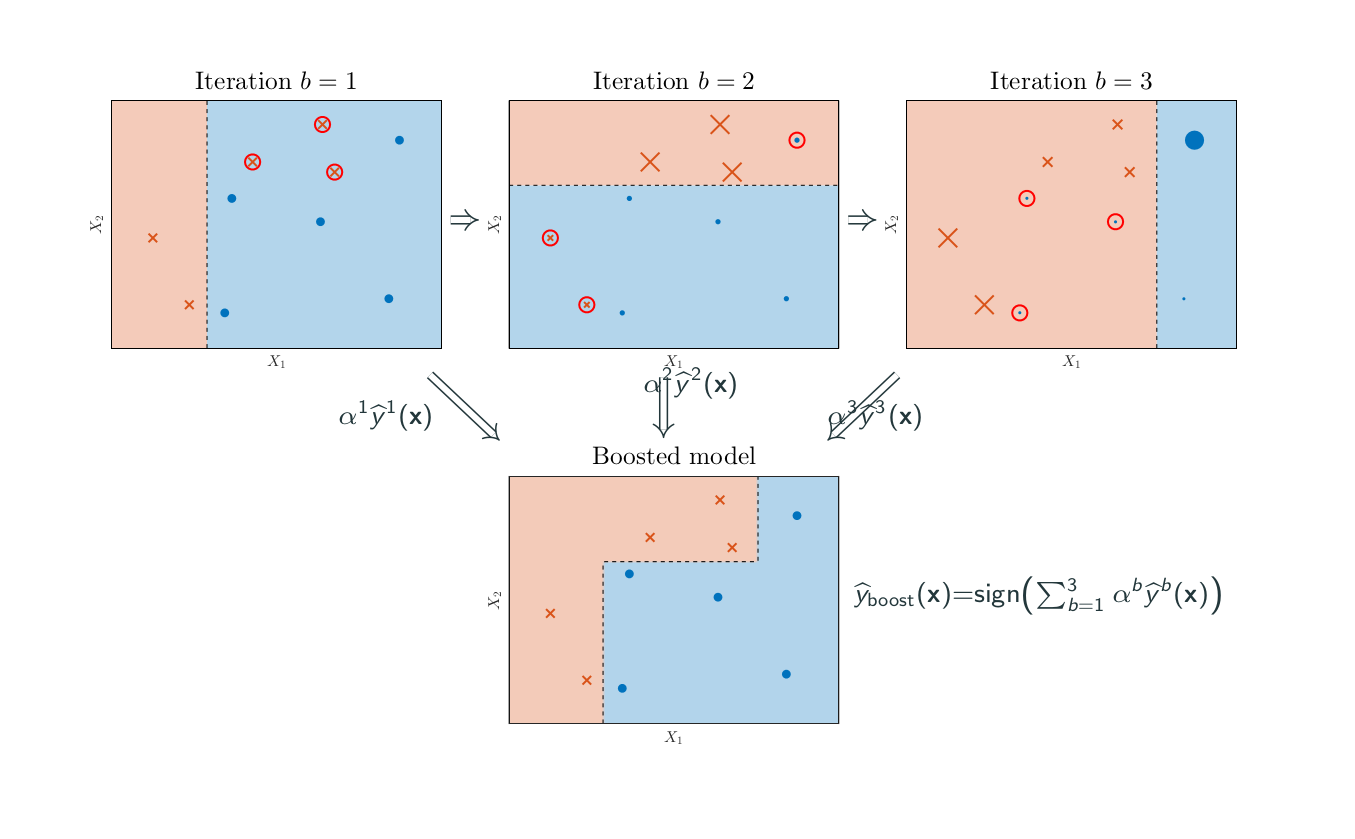 Iteration b = 1
Iteration b = 2
Iteration b = 3
X₂
X₂
X₂
⇒
⇒
X₁
X₁
X₁
α¹ŷ¹(x)
α²ŷ²(x)
α³ŷ³(x)
Boosted model
X₂
X₁
ŷ_boost(x)=sign(∑_{b=1}^{3} α^b ŷ^b(x))